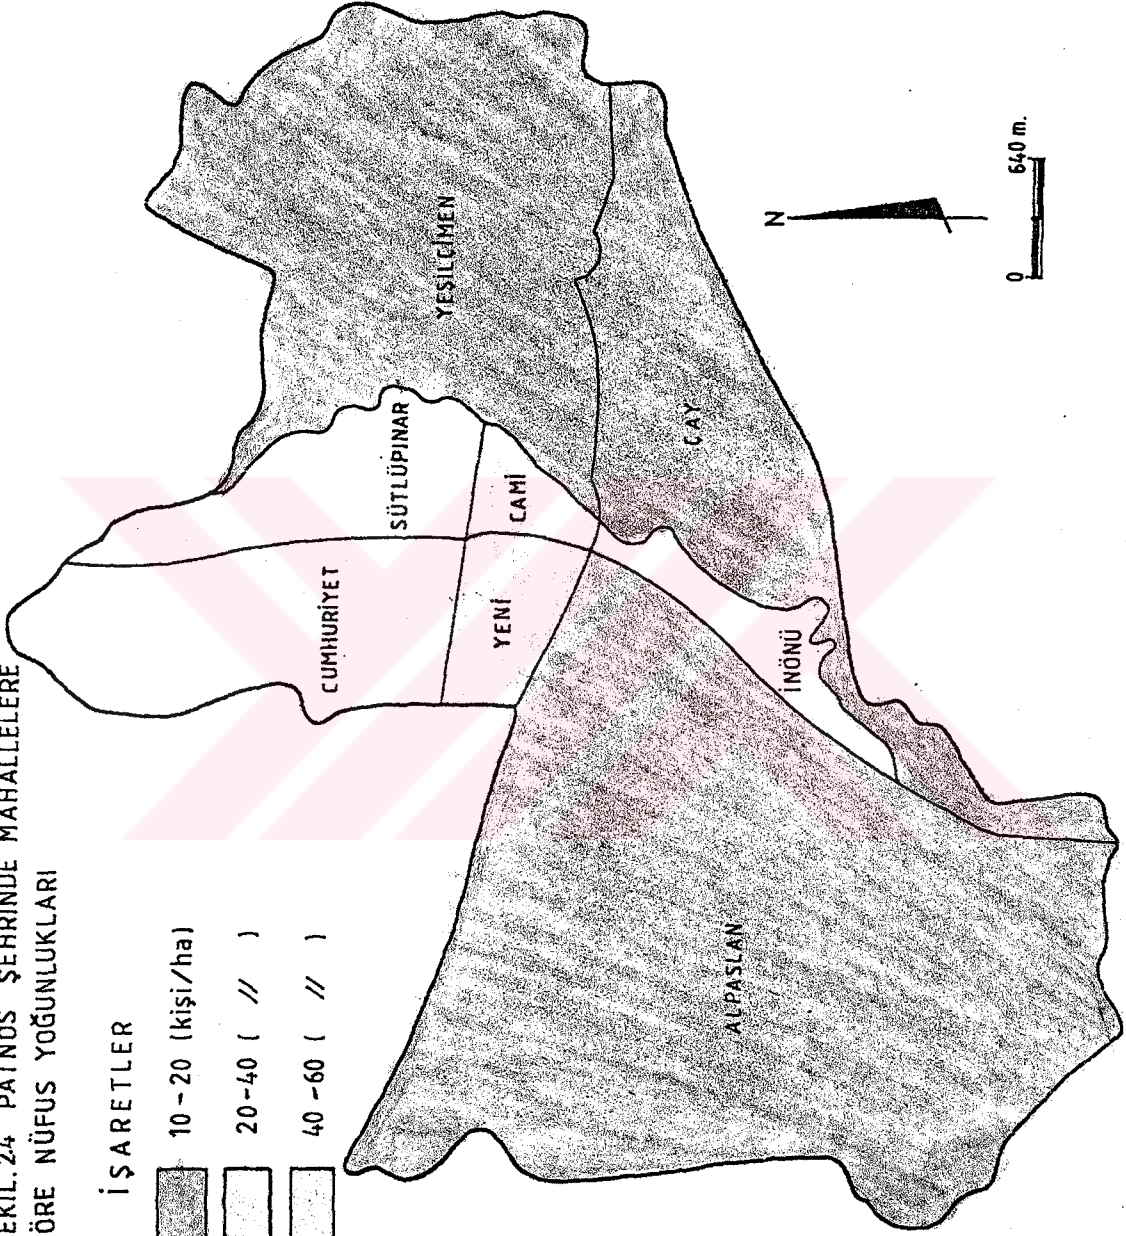 EKİL.24 PATNOS ŞEHRİNDE MAHALLELERE
ÖRE NÜFUS YOĞUNLUKLARI
İŞARETLER
10-20 (kişi/ha)
20-40 ( // )
40-60 ( // )
CUMHURİYET
SÜTLÜPINAR
YENİ
CAMİ
YEŞİLÇİMEN
ÇAY
İNÖNÜ
ALPASLAN
N
0 640 m.